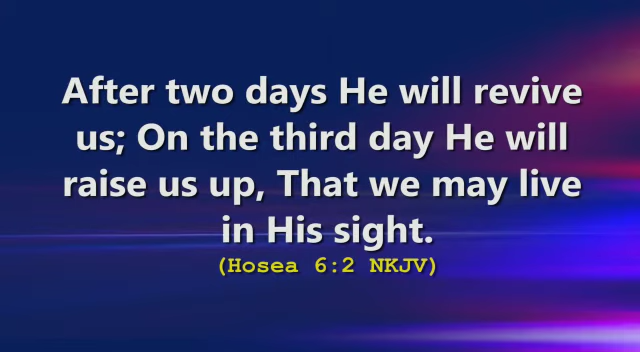 After two days He will revive
us; On the third day He will
raise us up, That we may live
in His sight.
(Hosea 6:2 NKJV)